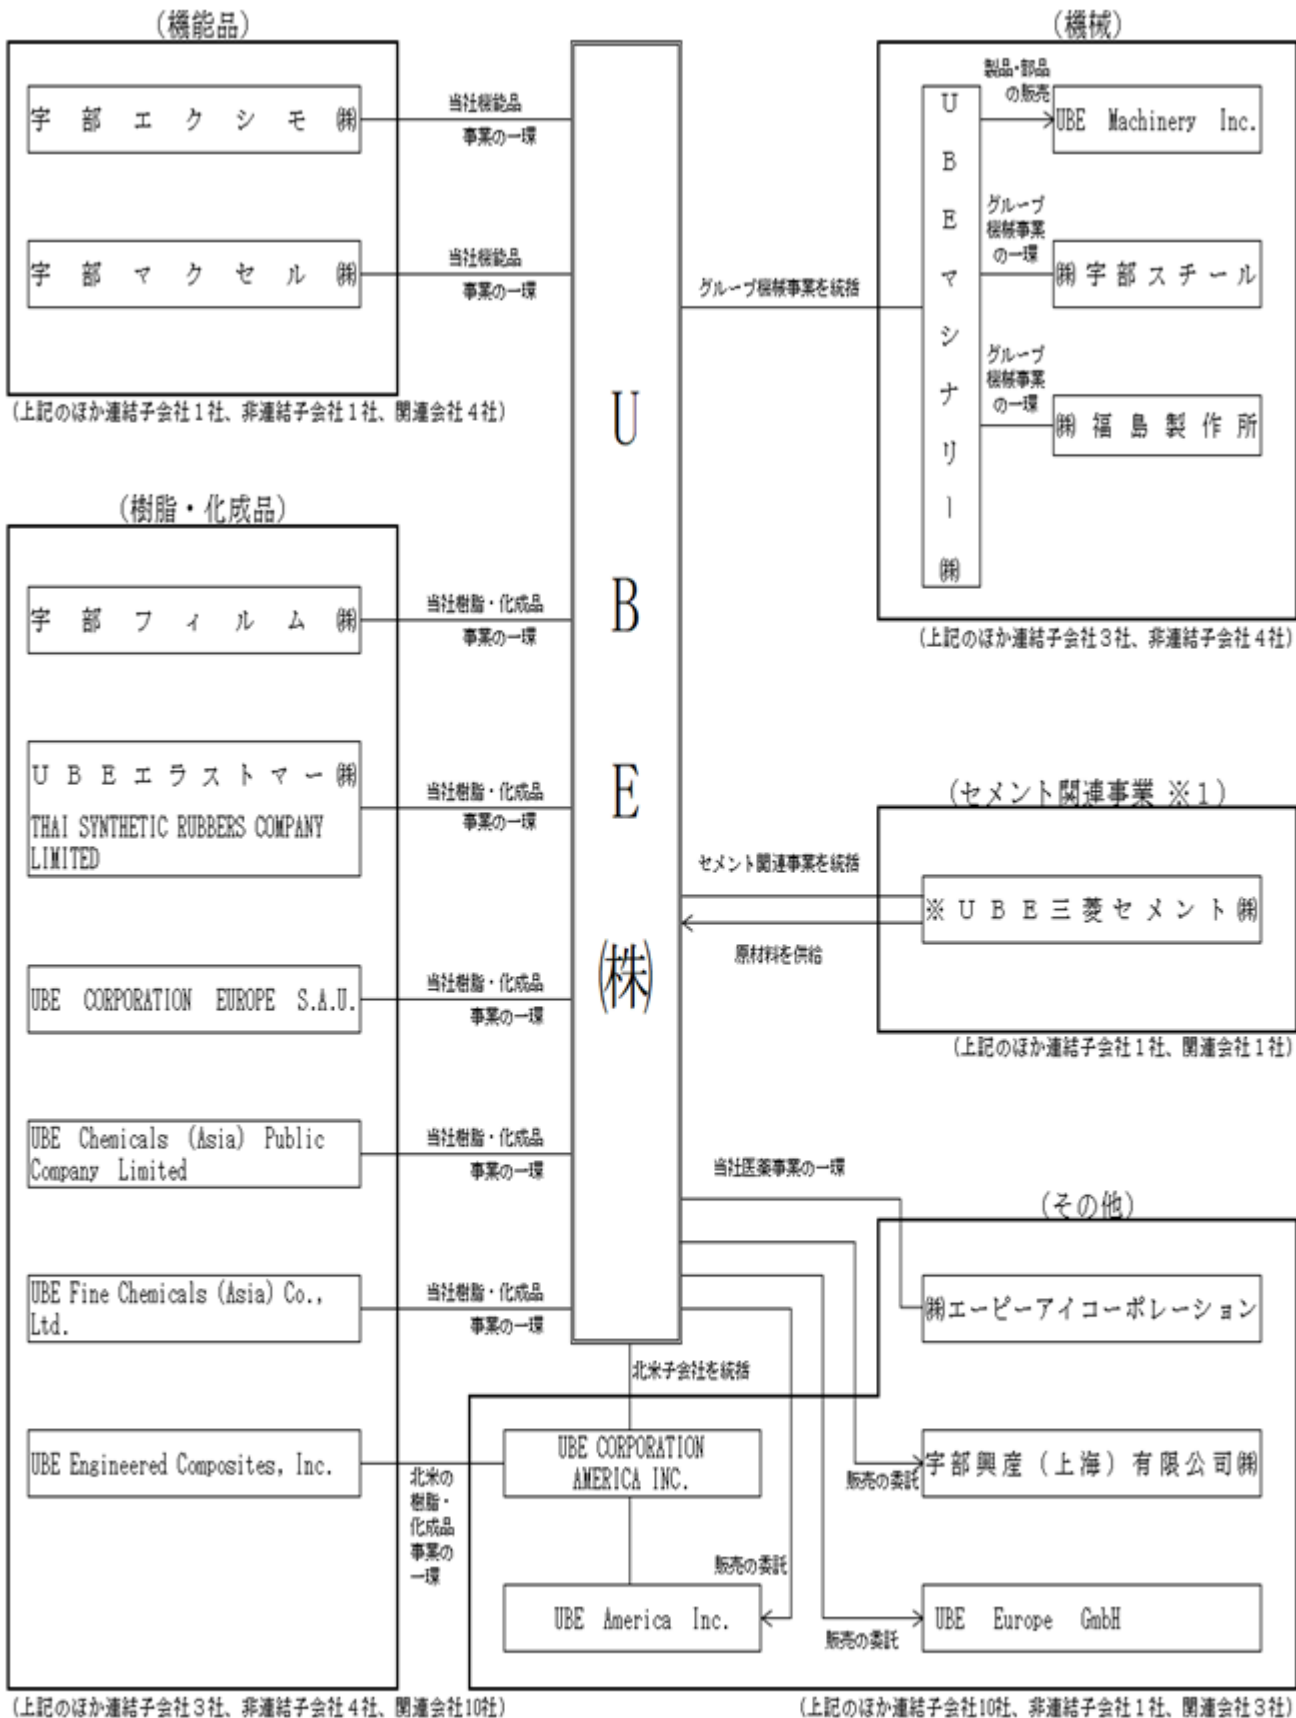 (機能品)
宇部エクシモ㈱
当社機能品
事業の一環
宇部マクセル㈱
当社機能品
事業の一環
(上記のほか連結子会社1社、非連結子会社1社、関連会社4社)
(樹脂・化成品)
宇部フィルム㈱
当社樹脂・化成品
事業の一環
UBEエラストマー㈱
THAI SYNTHETIC RUBBERS COMPANY
LIMITED
当社樹脂・化成品
事業の一環
UBE CORPORATION EUROPE S.A.U.
当社樹脂・化成品
事業の一環
UBE Chemicals (Asia) Public
Company Limited
当社樹脂・化成品
事業の一環
UBE Fine Chemicals (Asia) Co.,
Ltd.
当社樹脂・化成品
事業の一環
UBE Engineered Composites, Inc.
北米の
樹脂・
化成品
事業の
一環
(上記のほか連結子会社3社、非連結子会社4社、関連会社10社)
UBE㈱
(機械)
グループ機械事業を統括
UBEマシナリー㈱
製品・部品
の販売
UBE Machinery Inc.
グループ
機械事業
の一環
㈱宇部スチール
グループ
機械事業
の一環
㈱福島製作所
(上記のほか連結子会社3社、非連結子会社4社)
(セメント関連事業 ※1)
セメント関連事業を統括
※UBE三菱セメント㈱
原材料を供給
(上記のほか連結子会社1社、関連会社1社)
当社医薬事業の一環
(その他)
㈱エーピーアイコーポレーション
北米子会社を統括
UBE CORPORATION
AMERICA INC.
販売の委託
宇部興産(上海)有限公司㈱
販売の委託
UBE America Inc.
販売の委託
UBE Europe GmbH
(上記のほか連結子会社10社、非連結子会社1社、関連会社3社)